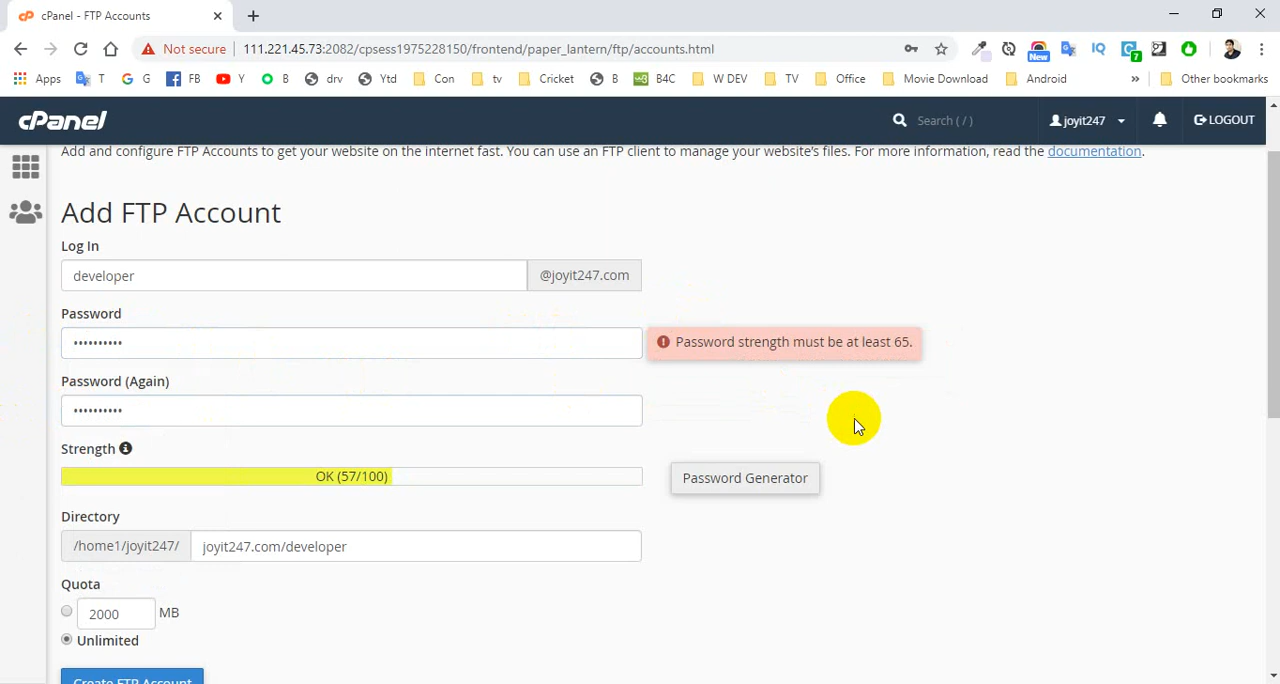 cPanel - FTP Accounts
Not secure | 111.221.45.73:2082/cpsess1975228150/frontend/paper_lantern/ftp/accounts.html
New
IQ
7
Apps T G FB YT B drv Ytd Con tv Cricket B B4C W DEV TV Office Movie Download Android » Other bookmarks
cPanel Search ( / ) joyit247 LOGOUT
Add and configure FTP Accounts to get your website on the internet fast. You can use an FTP client to manage your website's files. For more information, read the documentation.
Add FTP Account
Log In
developer @joyit247.com
Password
•••••••••• Password strength must be at least 65.
Password (Again)
••••••••••
Strength
OK (57/100) Password Generator
Directory
/home1/joyit247/ joyit247.com/developer
Quota
2000 MB
Unlimited
Create FTP Account